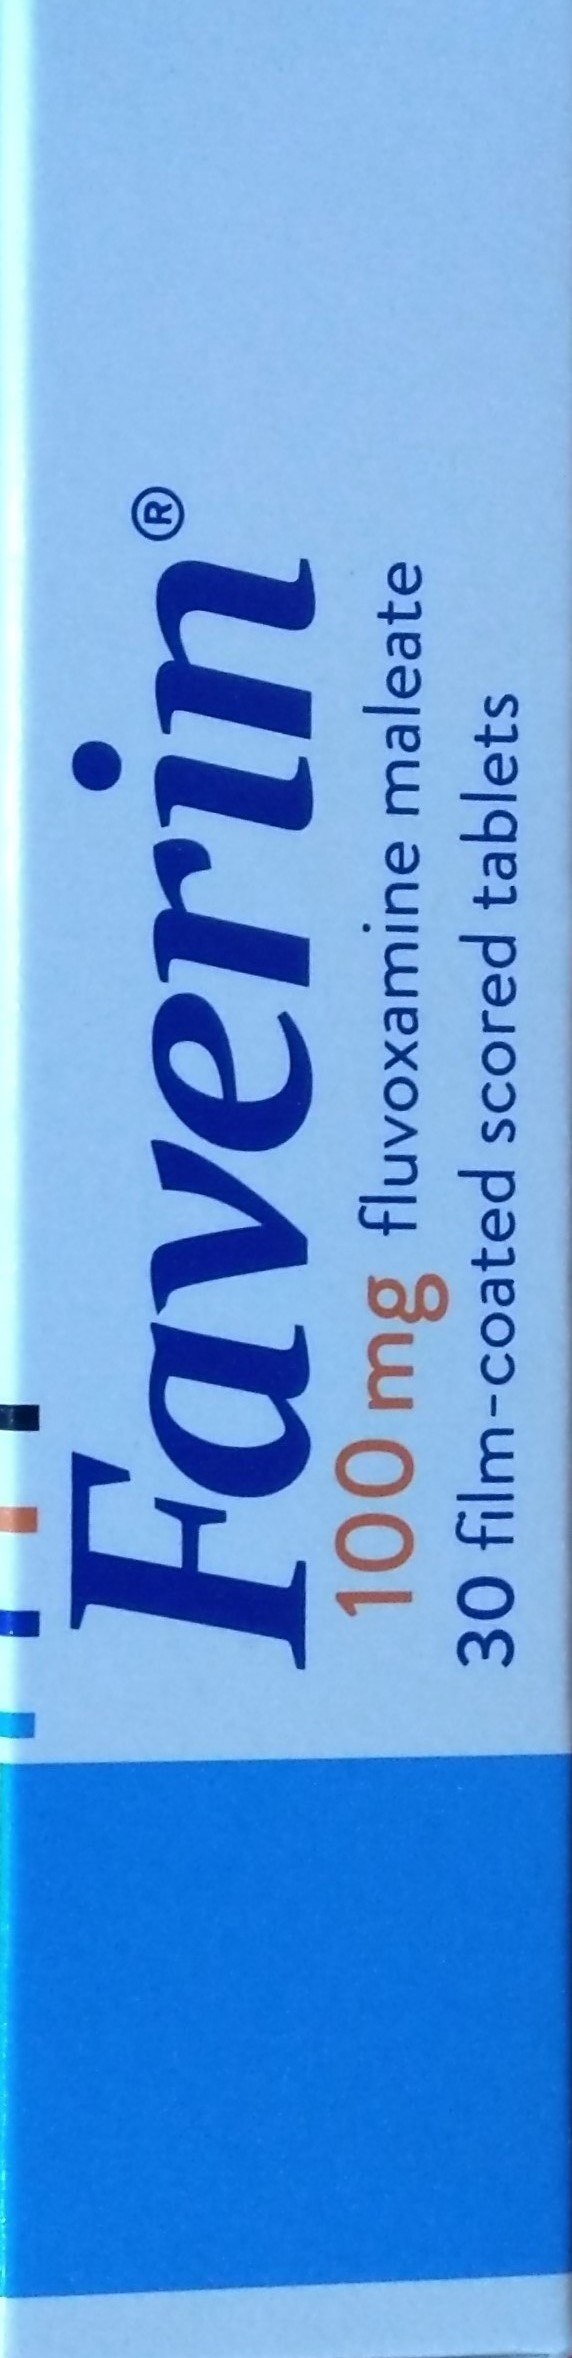 Faverin®
100 mg fluvoxamine maleate
30 film-coated scored tablets